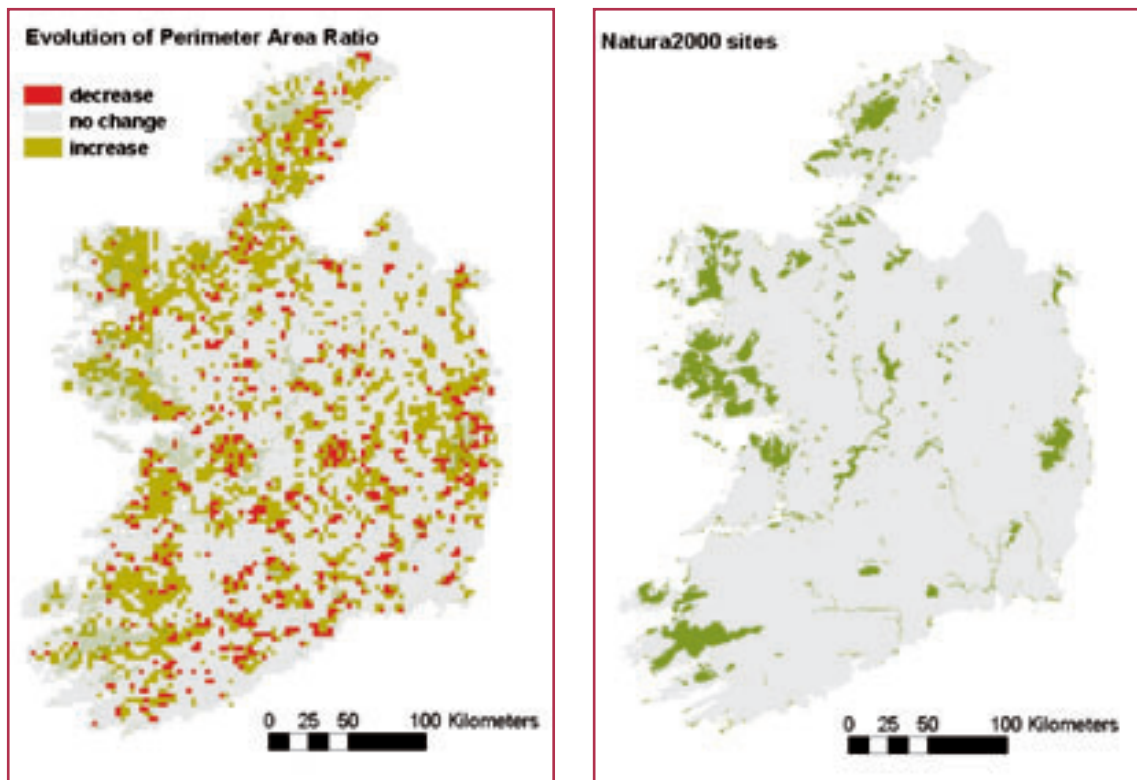 Evolution of Perimeter Area Ratio
decrease
no change
increase
0 25 50 100 Kilometers
Natura2000 sites
0 25 50 100 Kilometers